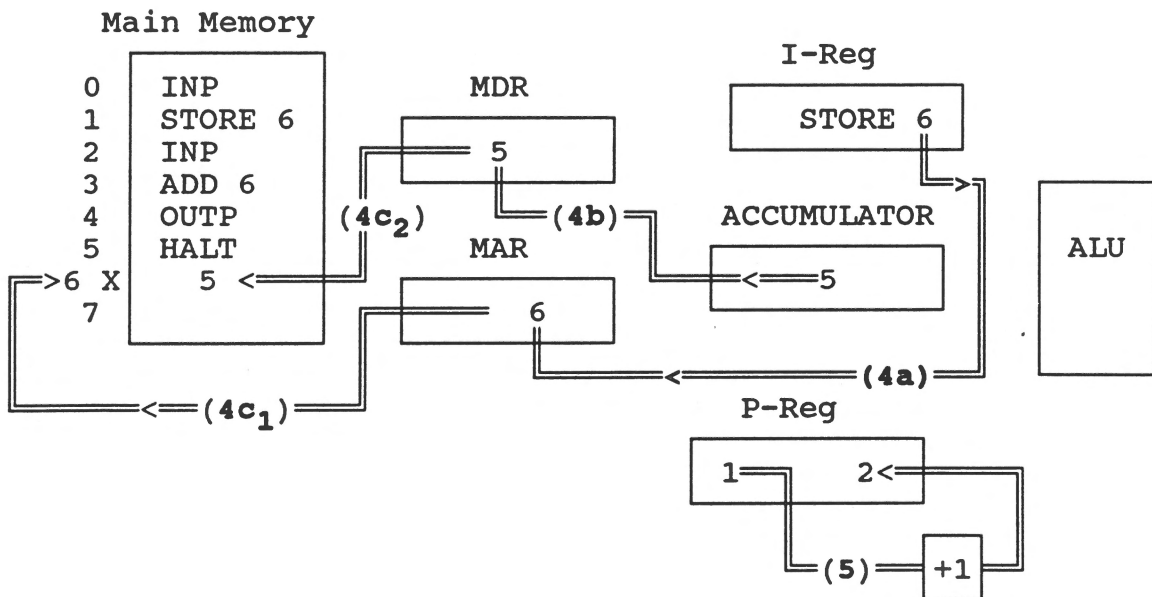 Main Memory
I-Reg
0 INP
MDR
1 STORE 6
STORE 6
2 INP
5
3 ADD 6
>
4 OUTP
(4c2)
(4b)
ACCUMULATOR
5 HALT
MAR
ALU
>6 X 5 <
<
5
7
6
<
(4a)
<
(4c1)
P-Reg
1
2<
(5)
+1